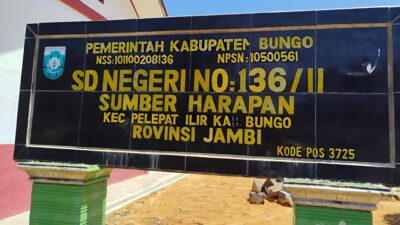 PEMERINTAH KABUPATEN BUNGO
NSS:101100208136 NPSN:10500561
SD NEGERI NO:136/II
SUMBER HARAPAN
KEC PELEPAT ILIR KA BUNGO
ROVINSI JAMBI
KODE POS 3725